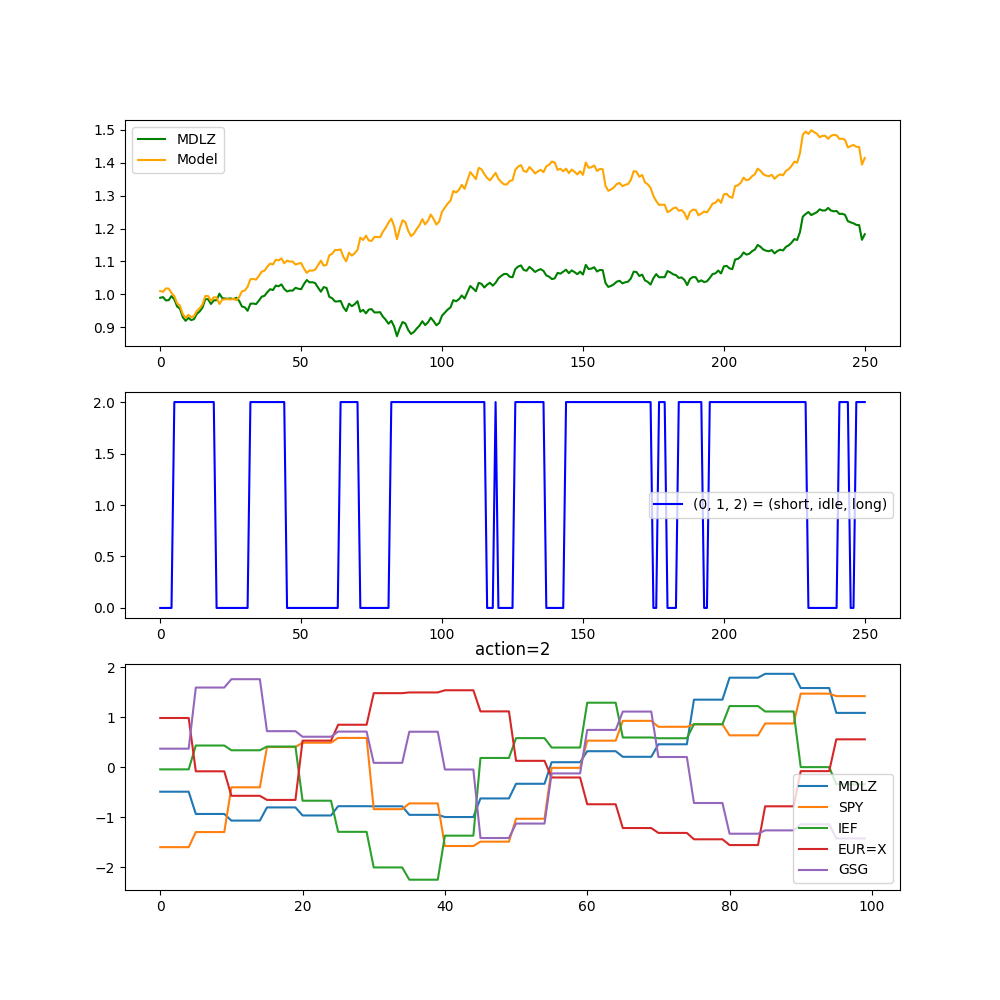 1.5
1.4
1.3
1.2
1.1
1.0
0.9
MDLZ
Model
0 50 100 150 200 250
2.0
1.5
1.0
0.5
0.0
(0, 1, 2) = (short, idle, long)
0 50 100 150 200 250
action=2
2
1
0
−1
−2
MDLZ
SPY
IEF
EUR=X
GSG
0 20 40 60 80 100